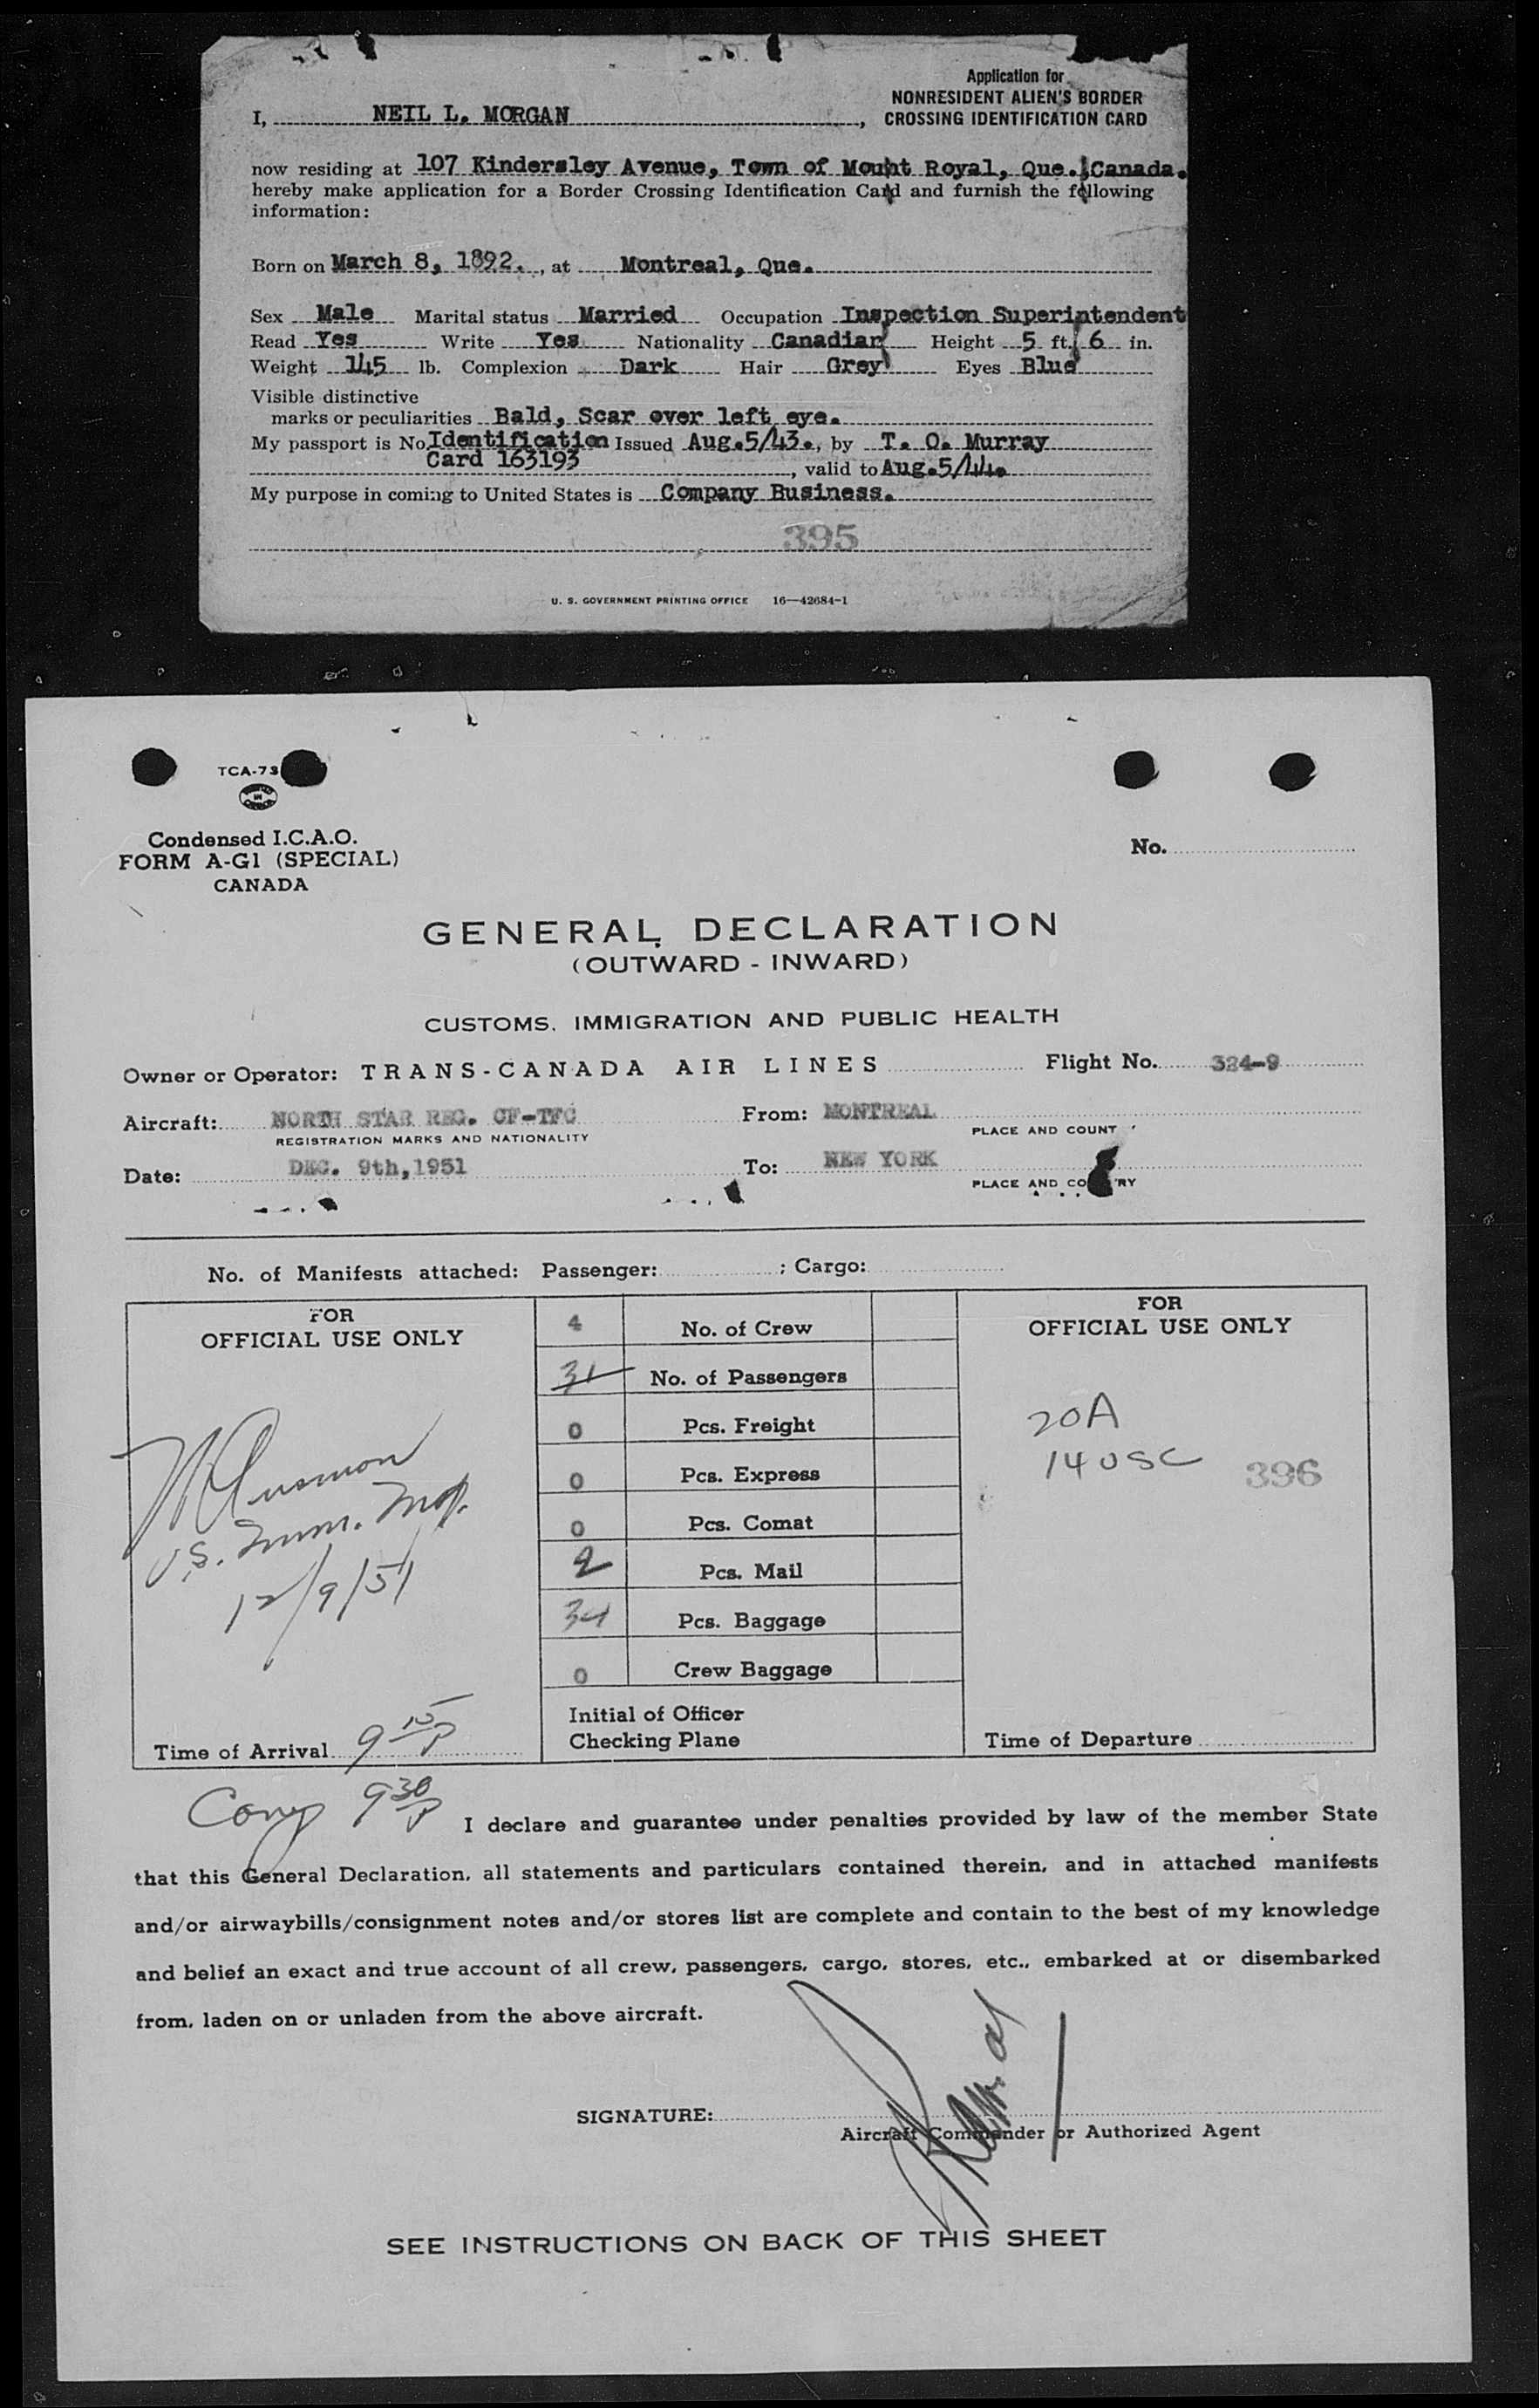 Application for
NONRESIDENT ALIEN'S BORDER
CROSSING IDENTIFICATION CARD
I, NEIL L. MORGAN,
now residing at 107 Kindersley Avenue, Town of Mount Royal, Que. Canada.
hereby make application for a Border Crossing Identification Card and furnish the following
information:
Born on March 8, 1892., at Montreal, Que.
Sex Male Marital status Married Occupation Inspection Superintendent
Read Yes Write Yes Nationality Canadian Height 5 ft. 6 in.
Weight 145 lb. Complexion Dark Hair Grey Eyes Blue
Visible distinctive
marks or peculiarities Bald, Scar over left eye.
My passport is No. Identification Issued Aug.5/43., by T. O. Murray
Card 163193, valid to Aug.5/44.
My purpose in coming to United States is Company Business.
395
U. S. GOVERNMENT PRINTING OFFICE 16—42684-1
TCA-73
Condensed I.C.A.O.
FORM A-G1 (SPECIAL)
CANADA
No.
GENERAL DECLARATION
(OUTWARD - INWARD)
CUSTOMS, IMMIGRATION AND PUBLIC HEALTH
Owner or Operator: TRANS-CANADA AIR LINES Flight No. 324-9
Aircraft: NORTH STAR REG. CF-TFC From: MONTREAL
REGISTRATION MARKS AND NATIONALITY PLACE AND COUNT
Date: DEC. 9th,1951 To: NEW YORK
PLACE AND CO RY
No. of Manifests attached: Passenger: ; Cargo:
FOR
OFFICIAL USE ONLY
4 No. of Crew
31 No. of Passengers
0 Pcs. Freight
0 Pcs. Express
0 Pcs. Comat
2 Pcs. Mail
34 Pcs. Baggage
0 Crew Baggage
Initial of Officer
Checking Plane
FOR
OFFICIAL USE ONLY
20A
14 USC
396
U.S. Imm. Insp.
12/9/51
Time of Arrival 9 15 P
Time of Departure
Comp 9 30 P
I declare and guarantee under penalties provided by law of the member State
that this General Declaration, all statements and particulars contained therein, and in attached manifests
and/or airwaybills/consignment notes and/or stores list are complete and contain to the best of my knowledge
and belief an exact and true account of all crew, passengers, cargo, stores, etc., embarked at or disembarked
from, laden on or unladen from the above aircraft.
SIGNATURE:
Aircraft Commander or Authorized Agent
SEE INSTRUCTIONS ON BACK OF THIS SHEET